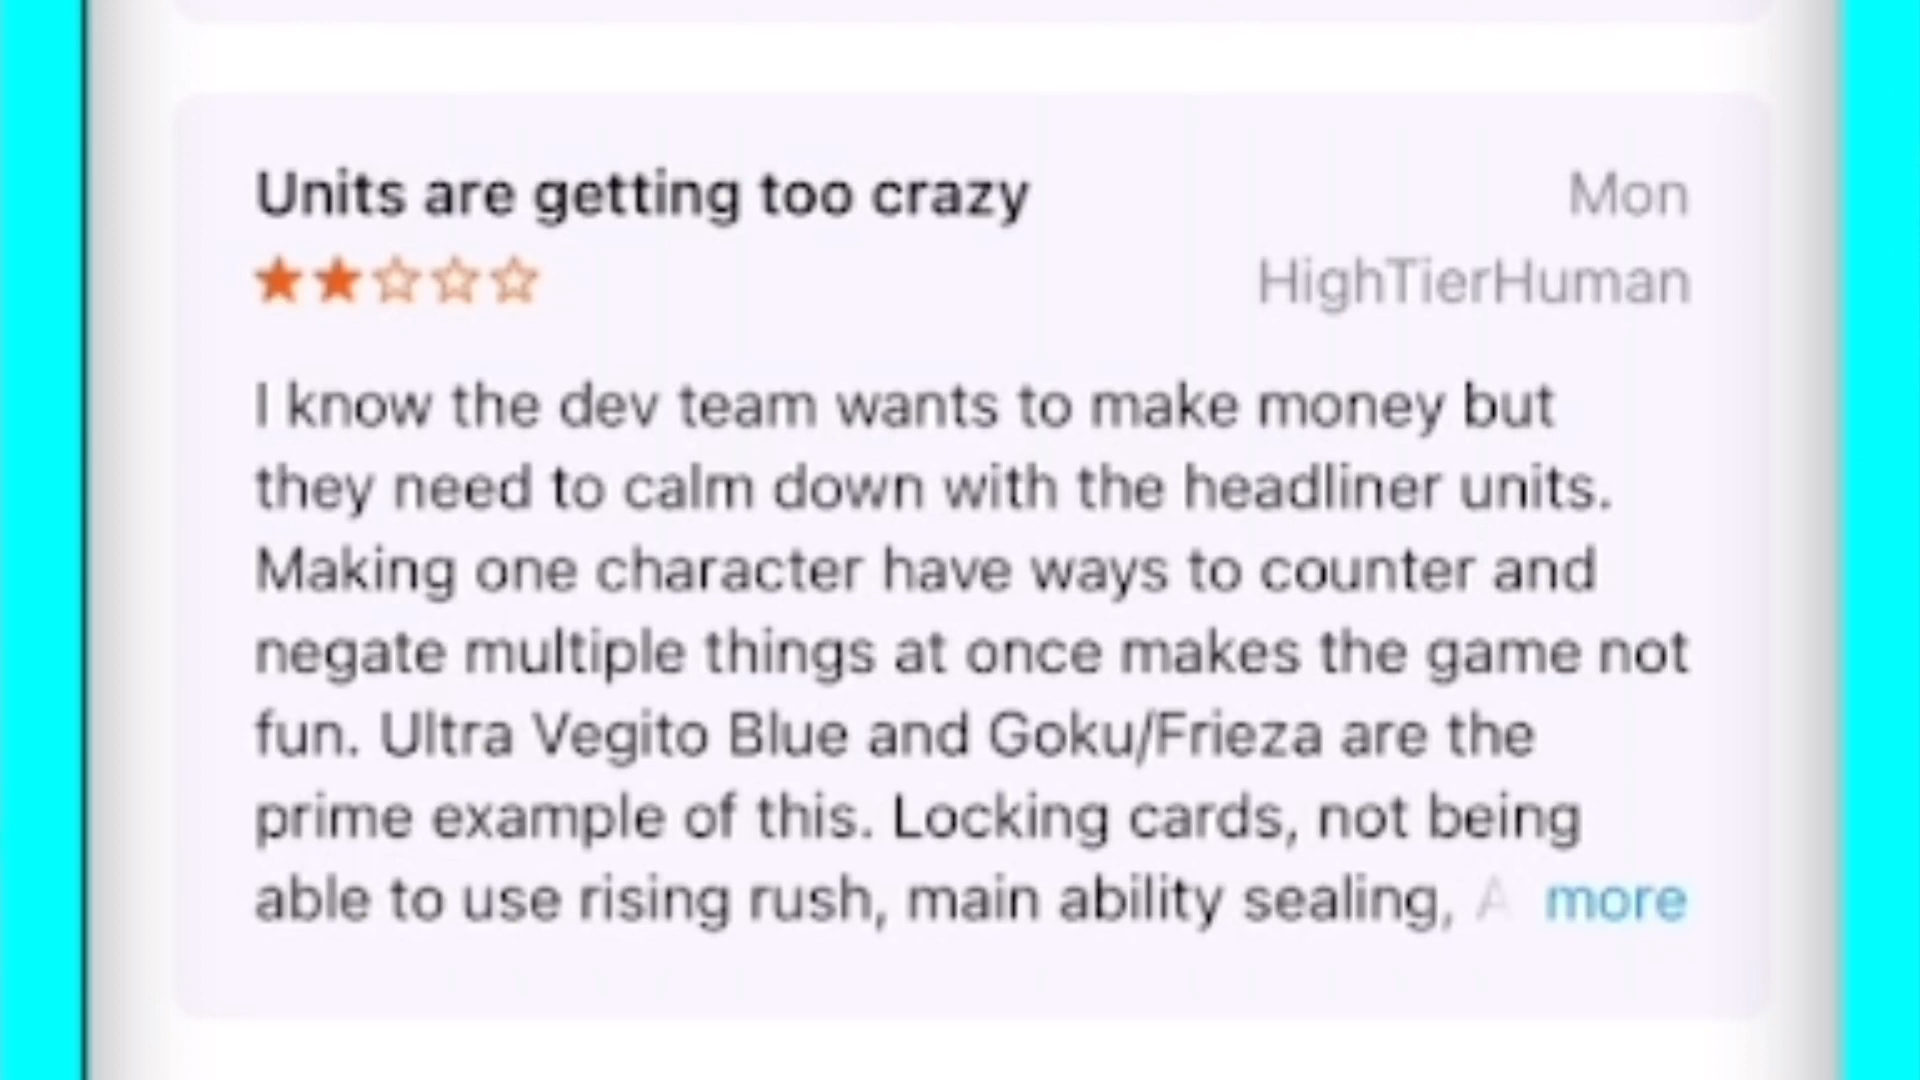 Units are getting too crazy
Mon
HighTierHuman
I know the dev team wants to make money but
they need to calm down with the headliner units.
Making one character have ways to counter and
negate multiple things at once makes the game not
fun. Ultra Vegito Blue and Goku/Frieza are the
prime example of this. Locking cards, not being
able to use rising rush, main ability sealing, A more